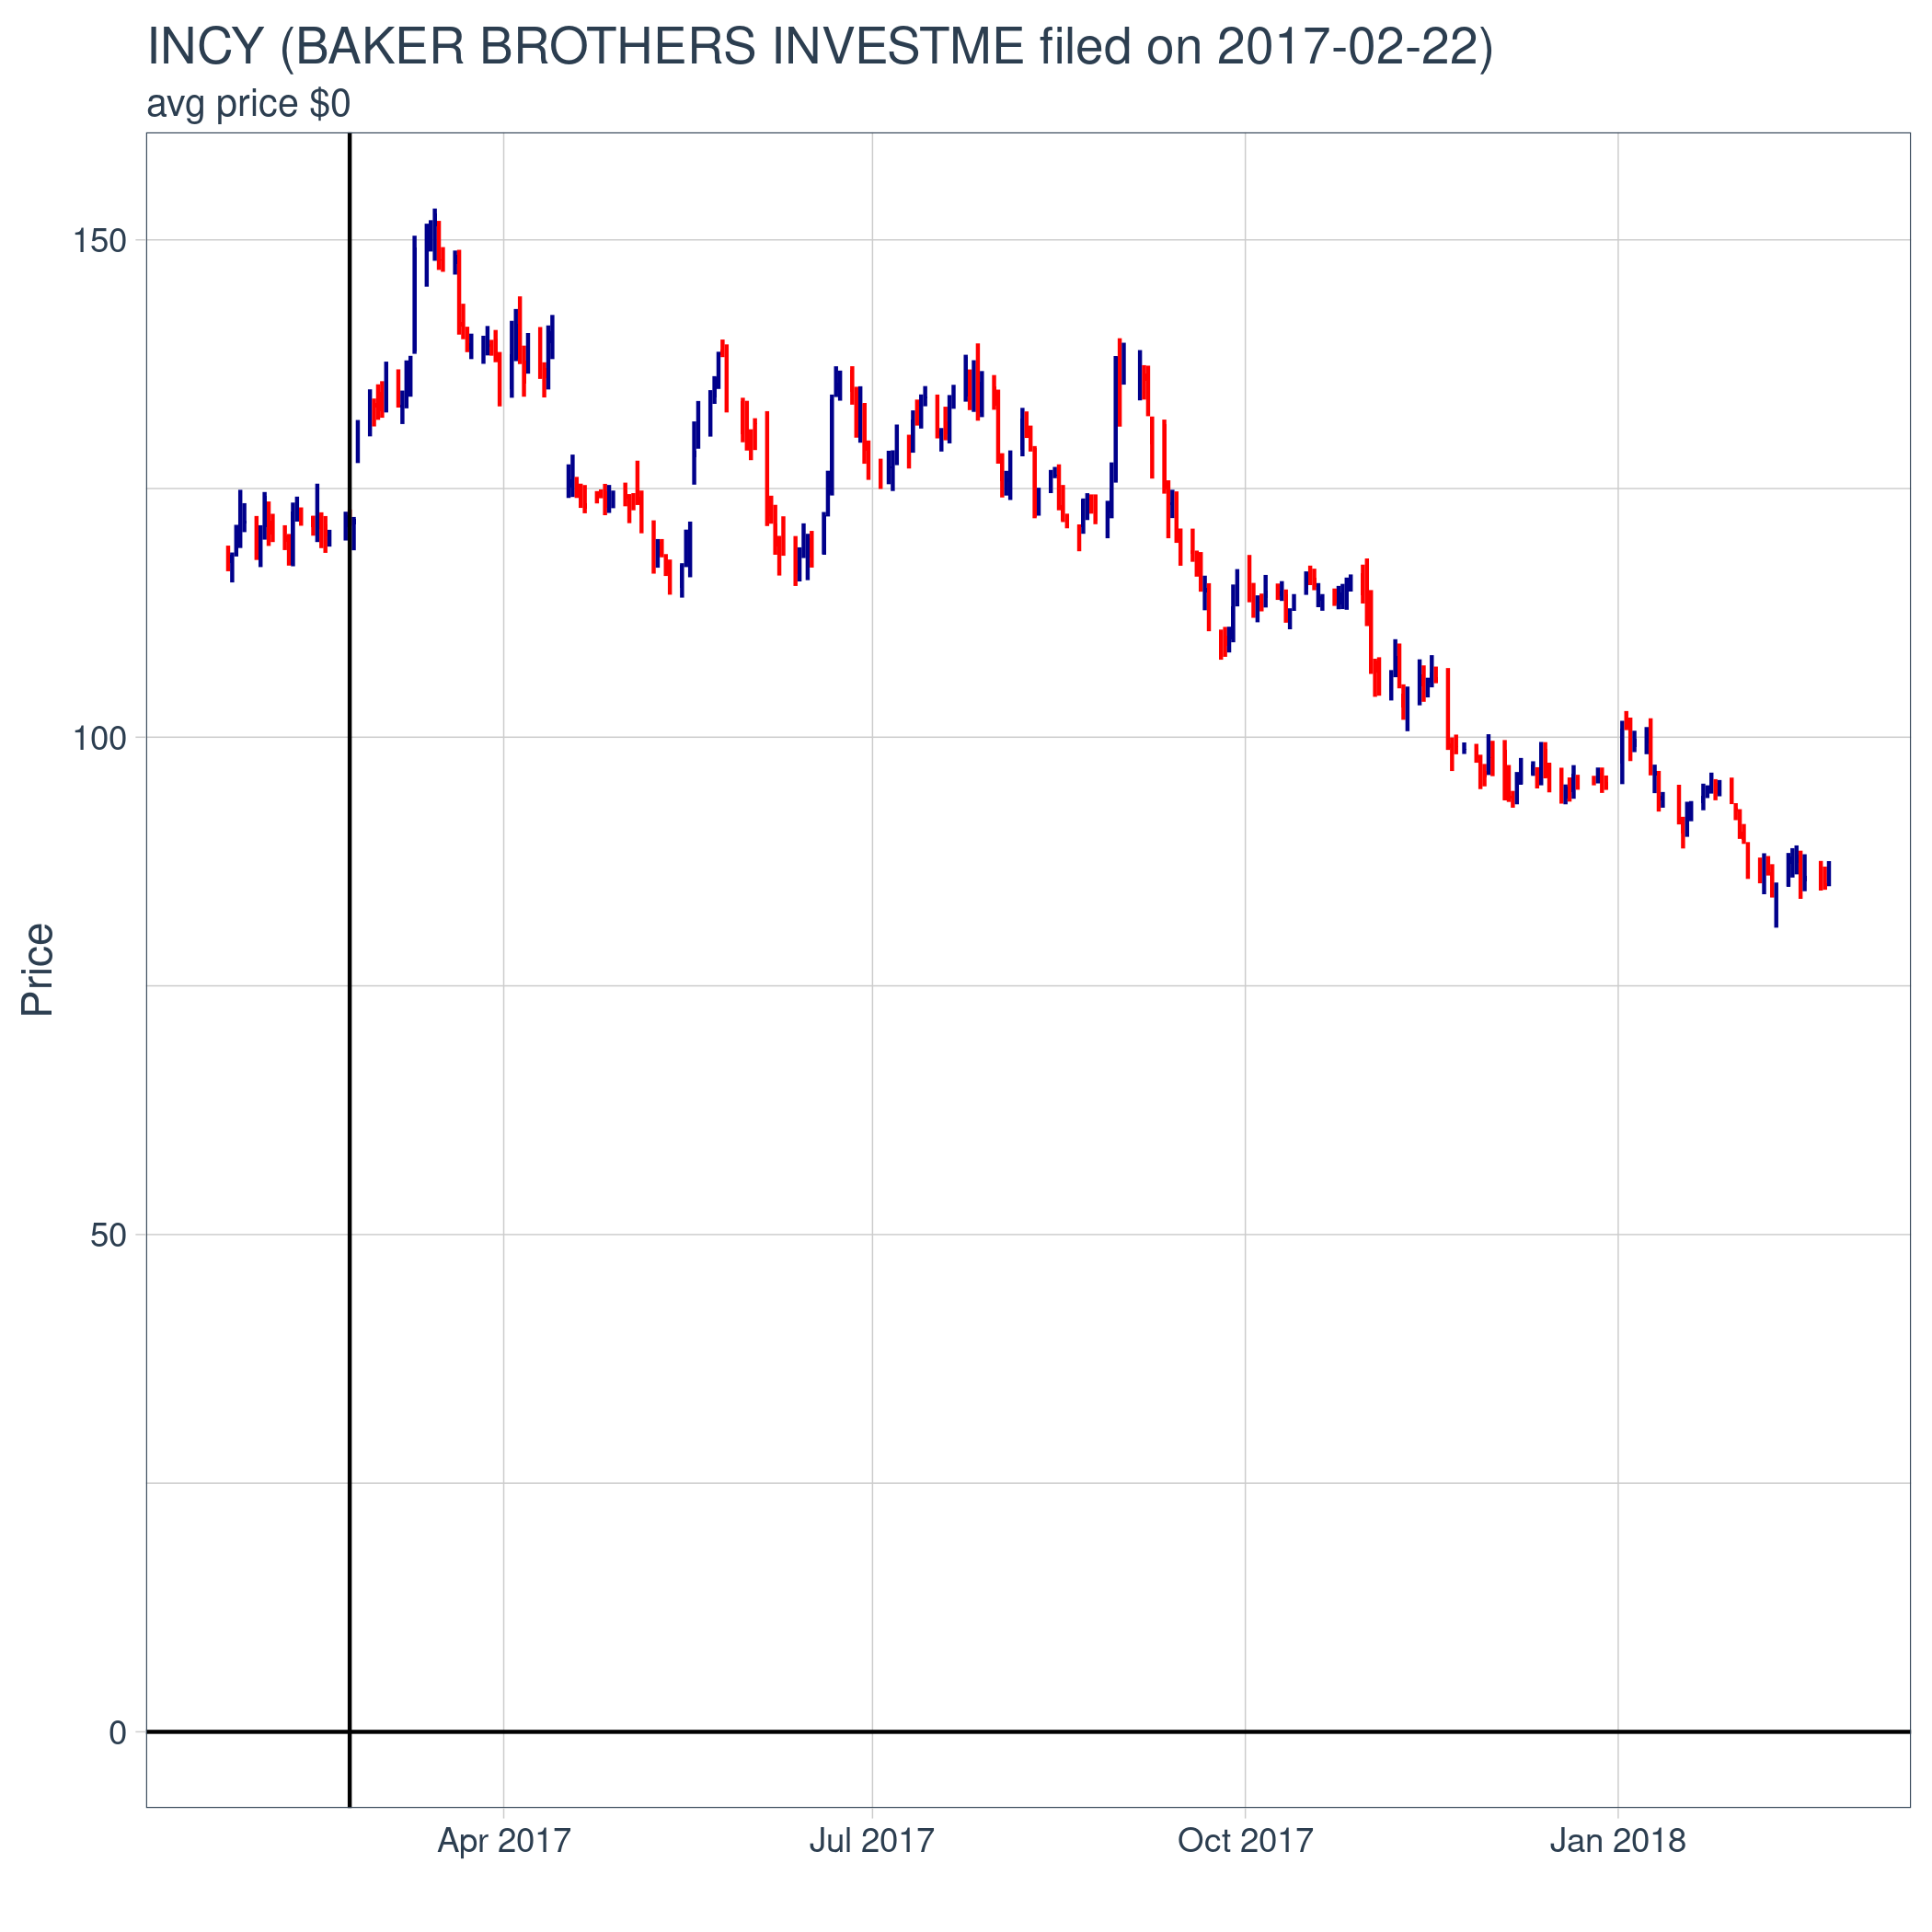 INCY (BAKER BROTHERS INVESTME filed on 2017-02-22)
avg price $0
150
100
50
0
Price
Apr 2017
Jul 2017
Oct 2017
Jan 2018